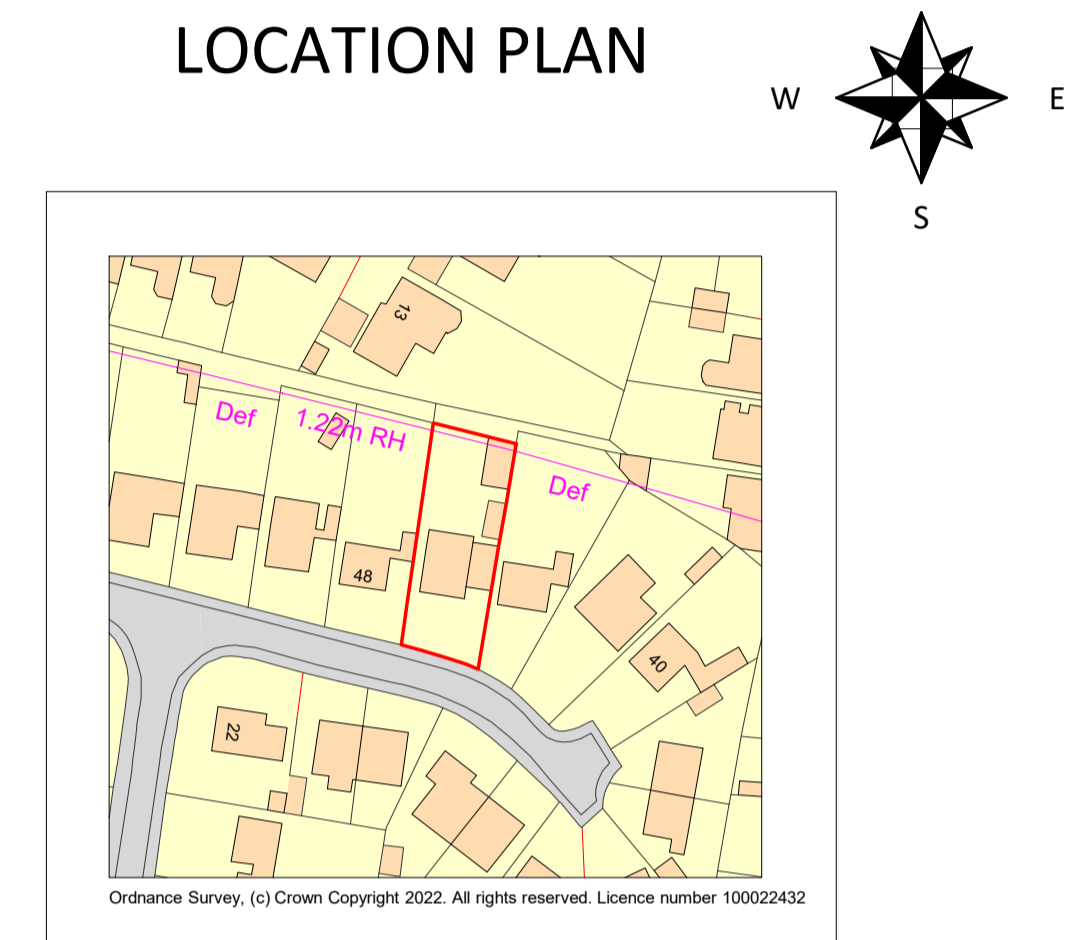 LOCATION PLAN
W
E
S
13
Def
1.22m RH
Def
48
40
22
Ordnance Survey, (c) Crown Copyright 2022. All rights reserved. Licence number 100022432